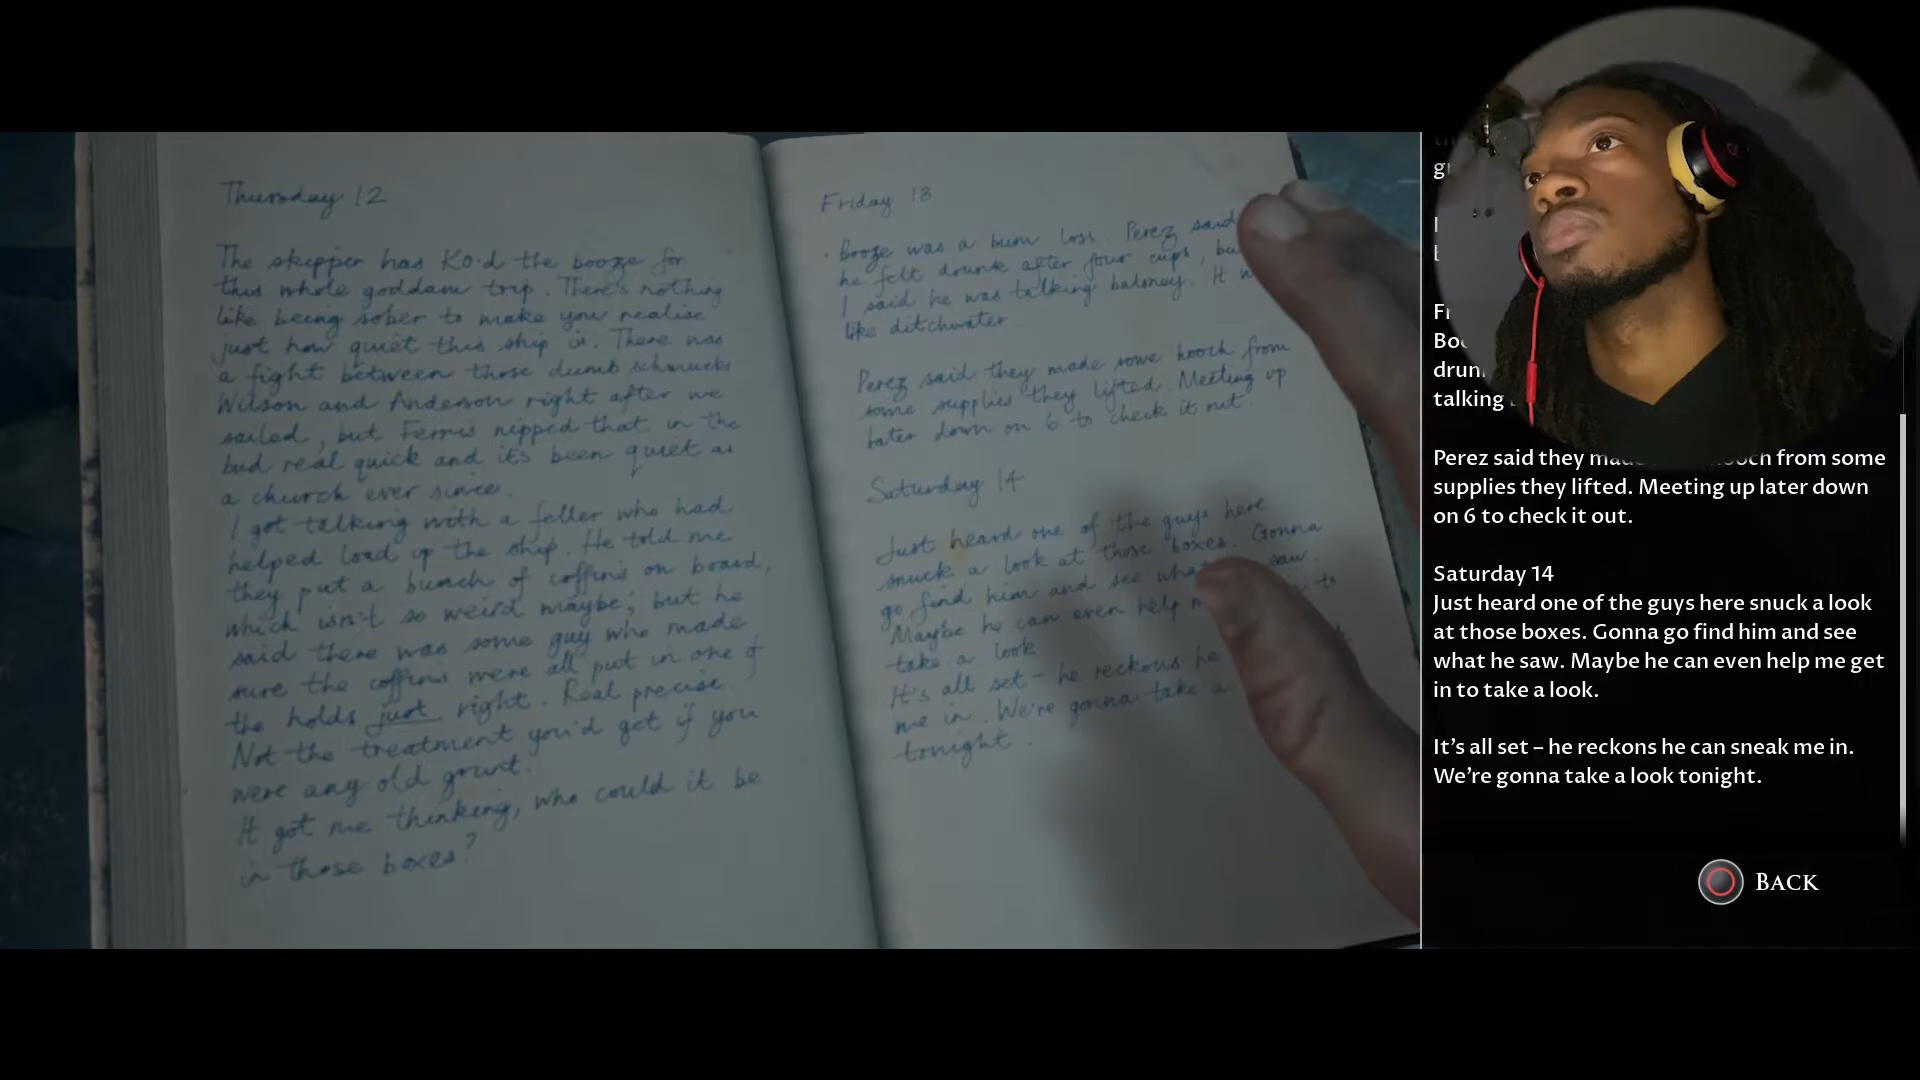 Thursday 12
The skipper has KO.d the booze for
this whole goddam trip. There's nothing
like being sober to make you realise
just how quiet this ship is. There was
a fight between those dumb schmucks
Wilson and Anderson right after we
sailed, but Ferris nipped that in the
bud real quick and it's been quiet as
a church ever since.
I got talking with a feller who had
helped load up the ship. He told me
they put a bunch of coffins on board,
which isn't so weird maybe; but he
said there was some guy who made
sure the coffins were all put in one of
the holds just right. Real precise.
Not the treatment you'd get if you
were any old grunt.
It got me thinking, who could it be
in those boxes?
Friday 13
Booze was a bum loss. Perez said
he felt drunk after four cups, bu
I said he was talking baloney. It w
like ditchwater
Perez said they made some hooch from
some supplies they lifted. Meeting up
later down on 6 to check it out.
Saturday 14
Just heard one of the guys here
snuck a look at those boxes. Gonna
go find him and see what saw.
Maybe he can even help m to
take a look
It's all set - he reckons he
me in. We're gonna take a
tonight.
g
I
b
Fr
Boo
drun
talking
Perez said they made hooch from some
supplies they lifted. Meeting up later down
on 6 to check it out.
Saturday 14
Just heard one of the guys here snuck a look
at those boxes. Gonna go find him and see
what he saw. Maybe he can even help me get
in to take a look.
It's all set – he reckons he can sneak me in.
We're gonna take a look tonight.
BACK